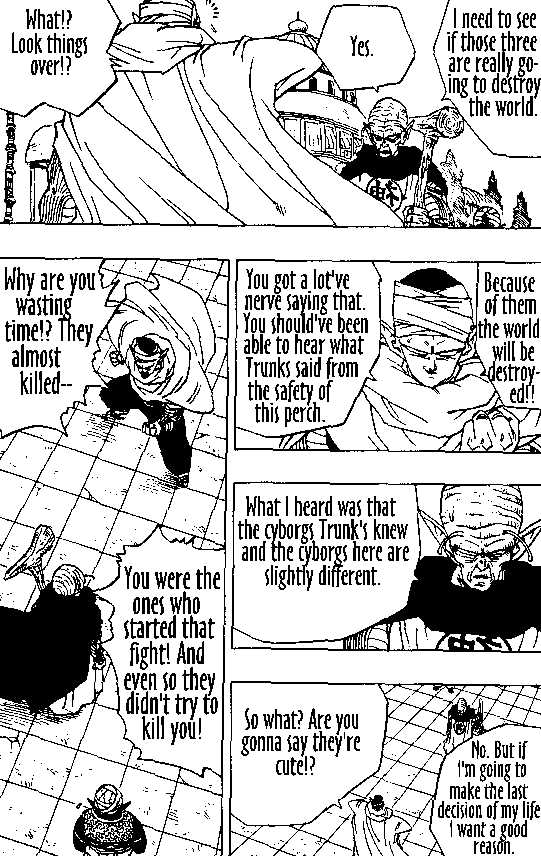 I need to see
if those three
are really go-
ing to destroy
the world.
Yes.
What!?
Look things
over!?
Because
of them
the world
will be
destroy-
ed!!
You got a lot've
nerve saying that.
You should've been
able to hear what
Trunks said from
the safety of
this perch.
Why are you
wasting
time!? They
almost
killed--
What I heard was that
the cyborgs Trunk's knew
and the cyborgs here are
slightly different.
You were the
ones who
started that
fight! And
even so they
didn't try to
kill you!
No. But if
i'm going to
make the last
decision of my life
i want a good
reason.
So what? Are you
gonna say they're
cute!?